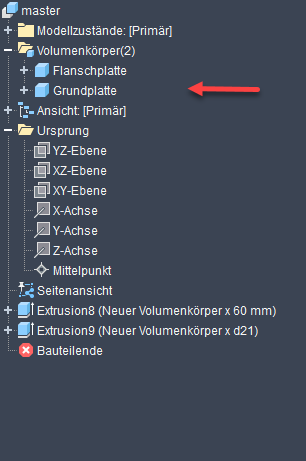 master
Modellzustände: [Primär]
Volumenkörper(2)
Flanschplatte
Grundplatte
Ansicht: [Primär]
Ursprung
YZ-Ebene
XZ-Ebene
XY-Ebene
X-Achse
Y-Achse
Z-Achse
Mittelpunkt
Seitenansicht
Extrusion8 (Neuer Volumenkörper x 60 mm)
Extrusion9 (Neuer Volumenkörper x d21)
Bauteilende